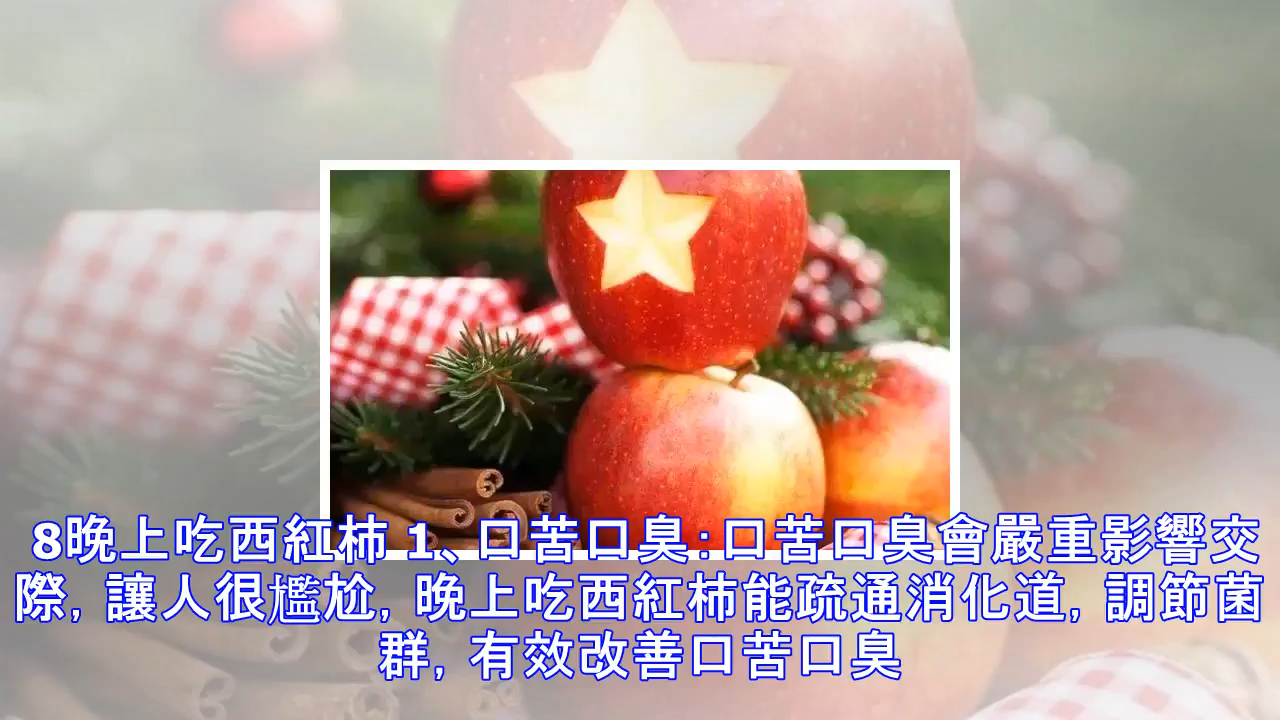 8晚上吃西紅柿 1、口苦口臭：口苦口臭會嚴重影響交
際，讓人很尷尬，晚上吃西紅柿能疏通消化道，調節菌
群，有效改善口苦口臭